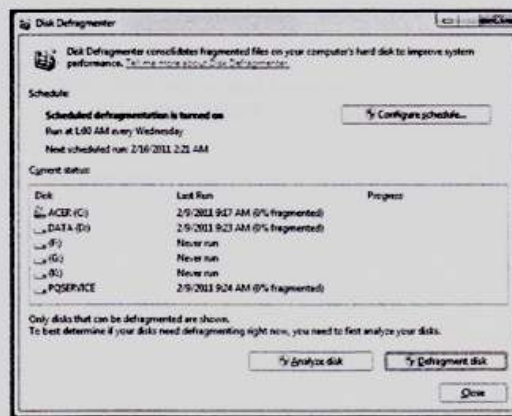 Disk Defragmenter
Disk Defragmenter consolidates fragmented files on your computer's hard disk to improve system
performance. Tell me more about Disk Defragmenter.
Schedule:
Scheduled defragmentation is turned on
Configure schedule...
Run at 1:00 AM every Wednesday
Next scheduled run: 2/16/2011 2:21 AM
Current status:
Disk Last Run Progress
ACER (C:) 2/9/2011 9:17 AM (0% fragmented)
DATA (D:) 2/9/2011 9:23 AM (0% fragmented)
(F:) Never run
(G:) Never run
Never run
PQSERVICE 2/9/2011 9:24 AM (0% fragmented)
Only disks that can be defragmented are shown.
To best determine if your disks need defragmenting right now, you need to first analyze your disks.
Analyze disk Defragment disk
Close